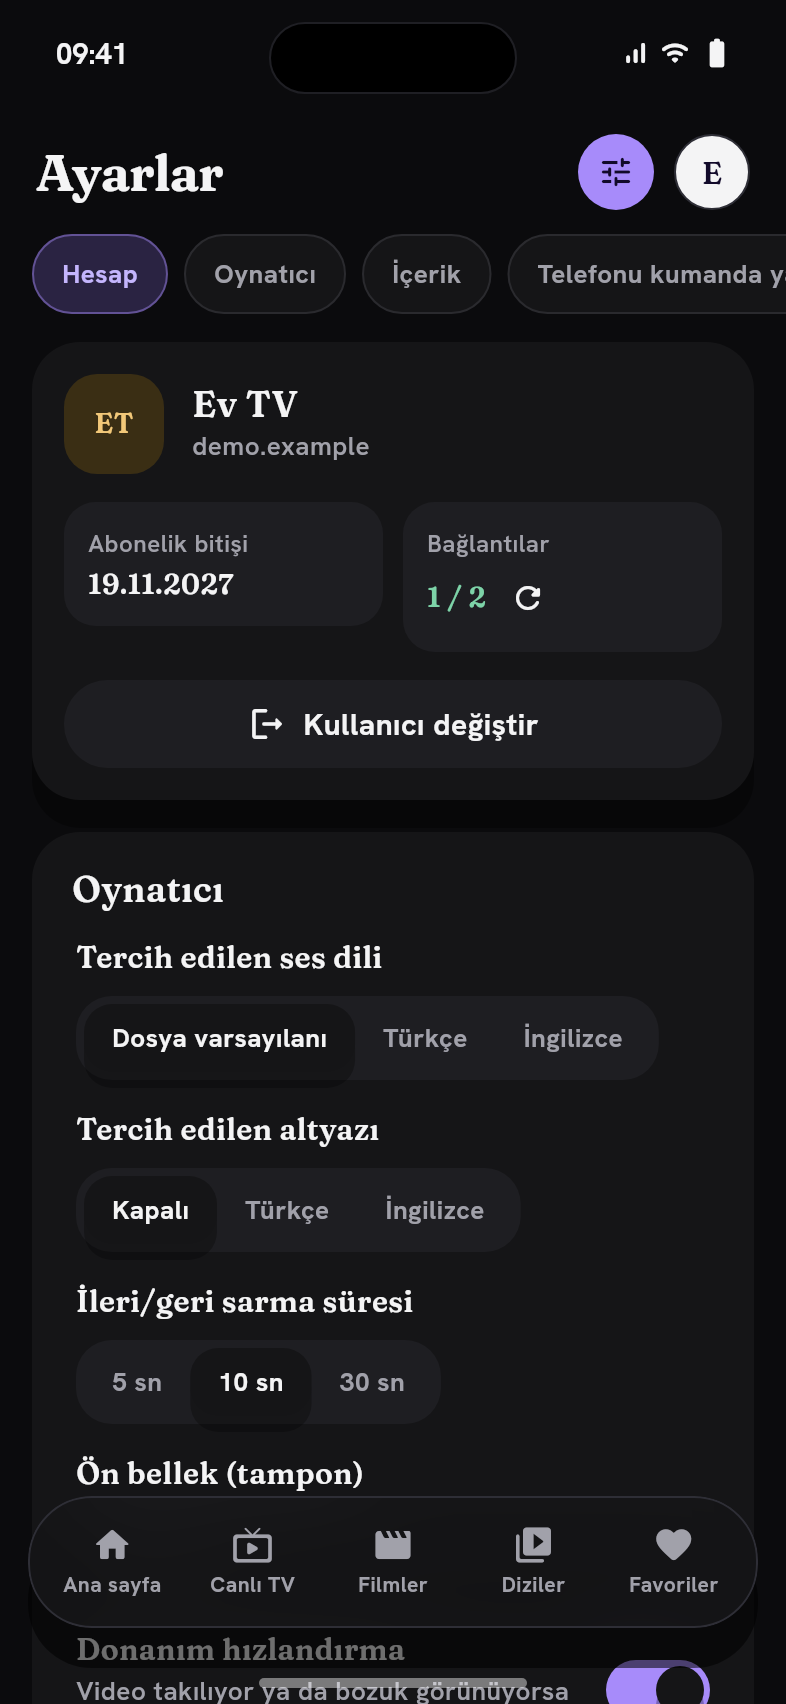 09:41
Ayarlar
E
Hesap
Oynatıcı
İçerik
Telefonu kumanda
ET
Ev TV
demo.example
Abonelik bitişi
19.11.2027
Bağlantılar
1 / 2
Kullanıcı değiştir
Oynatıcı
Tercih edilen ses dili
Dosya varsayılanı
Türkçe
İngilizce
Tercih edilen altyazı
Kapalı
Türkçe
İngilizce
İleri/geri sarma süresi
5 sn
10 sn
30 sn
Ön bellek (tampon)
Ana sayfa
Canlı TV
Filmler
Diziler
Favoriler
Donanım hızlandırma
Video takılıyor ya da bozuk görünüyorsa